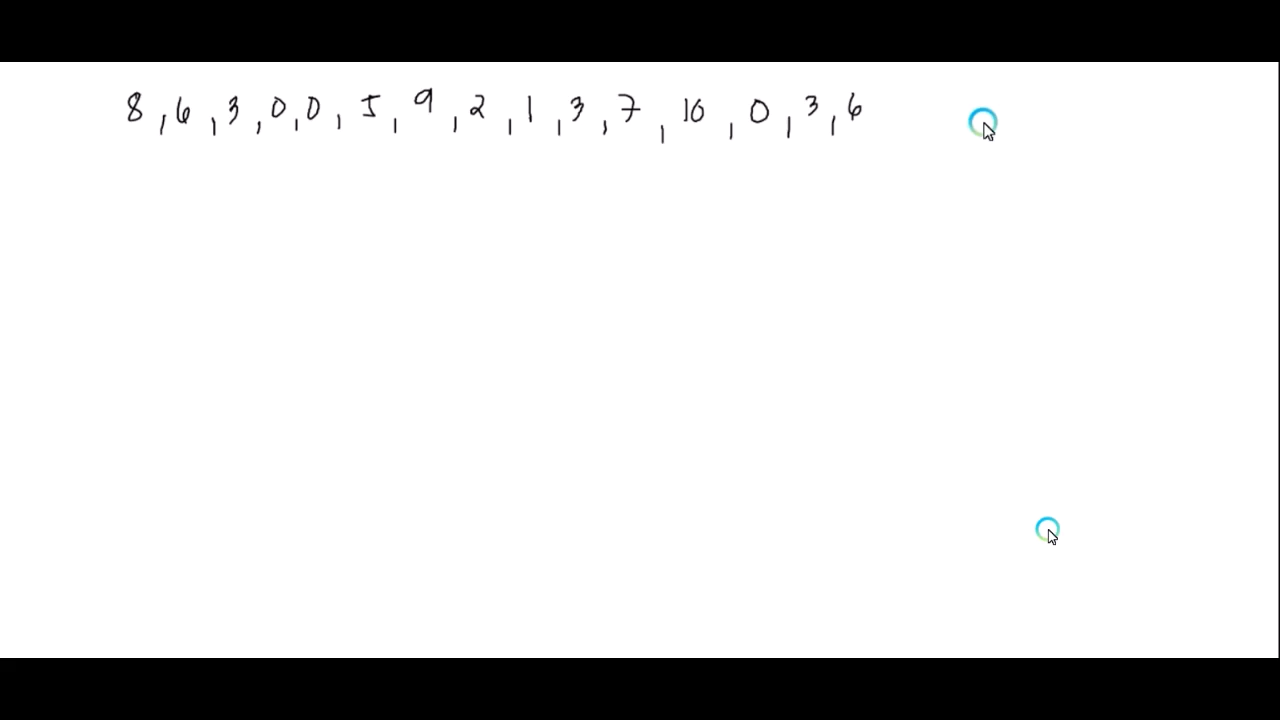 8, 6, 3, 0, 0, 5, 9, 2, 1, 3, 7, 10, 0, 3, 6